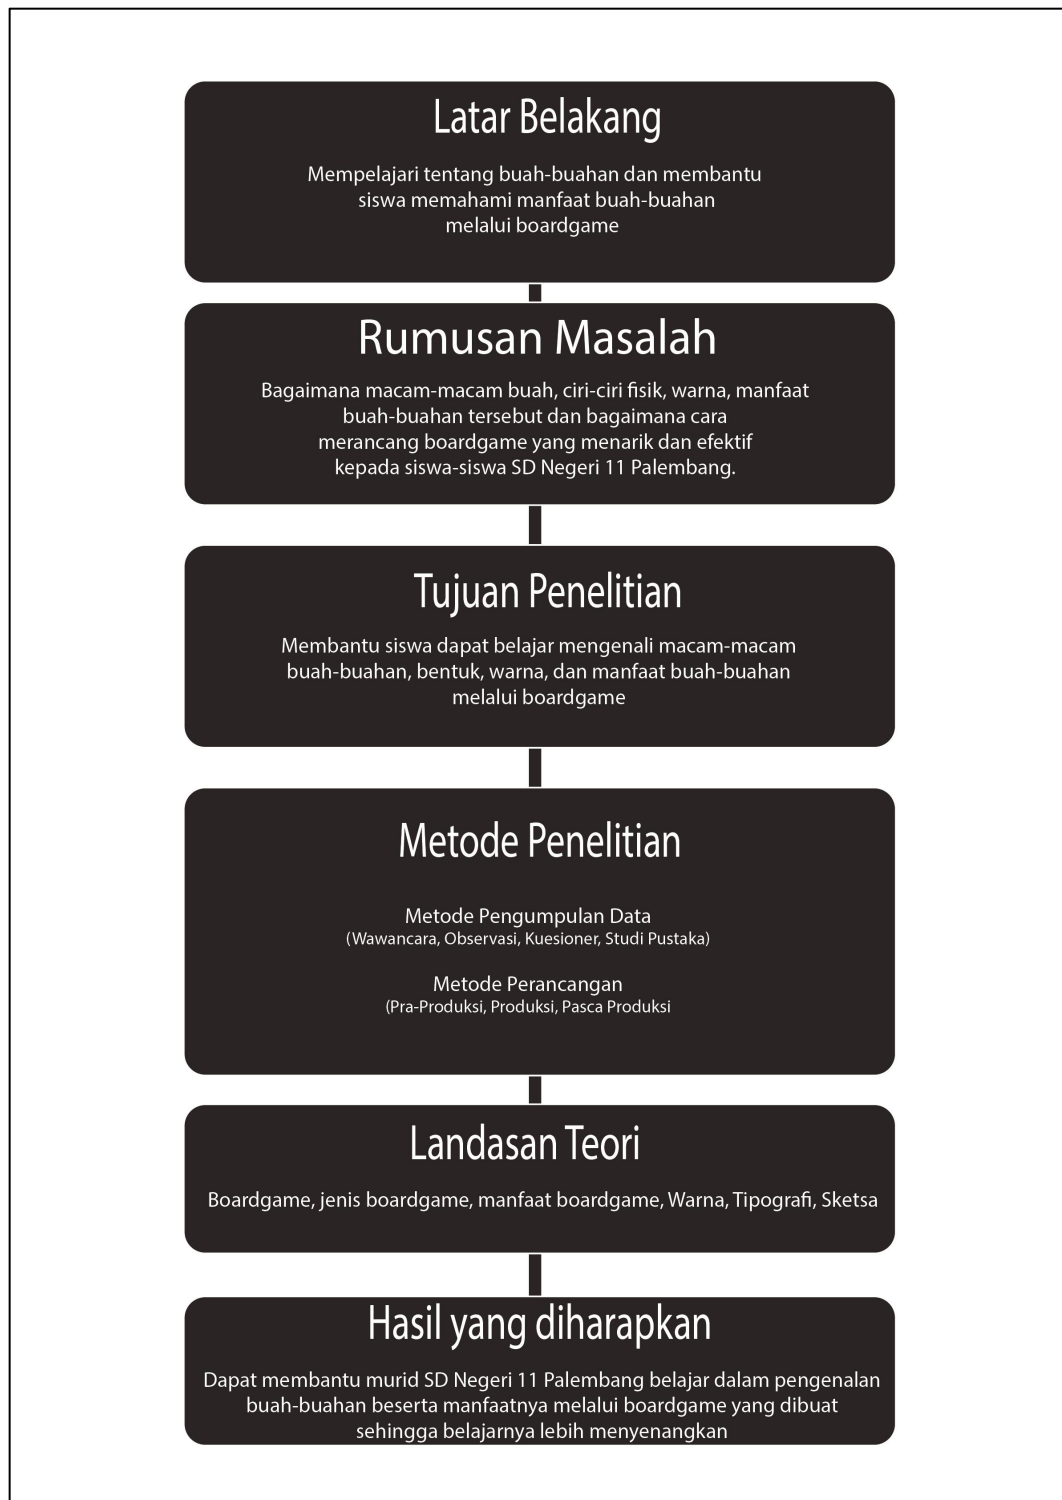 Latar Belakang
Mempelajari tentang buah-buahan dan membantu
siswa memahami manfaat buah-buahan
melalui boardgame
Rumusan Masalah
Bagaimana macam-macam buah, ciri-ciri fisik, warna, manfaat
buah-buahan tersebut dan bagaimana cara
merancang boardgame yang menarik dan efektif
kepada siswa-siswa SD Negeri 11 Palembang.
Tujuan Penelitian
Membantu siswa dapat belajar mengenali macam-macam
buah-buahan, bentuk, warna, dan manfaat buah-buahan
melalui boardgame
Metode Penelitian
Metode Pengumpulan Data
(Wawancara, Observasi, Kuesioner, Studi Pustaka)
Metode Perancangan
(Pra-Produksi, Produksi, Pasca Produksi
Landasan Teori
Boardgame, jenis boardgame, manfaat boardgame, Warna, Tipografi, Sketsa
Hasil yang diharapkan
Dapat membantu murid SD Negeri 11 Palembang belajar dalam pengenalan
buah-buahan beserta manfaatnya melalui boardgame yang dibuat
sehingga belajarnya lebih menyenangkan